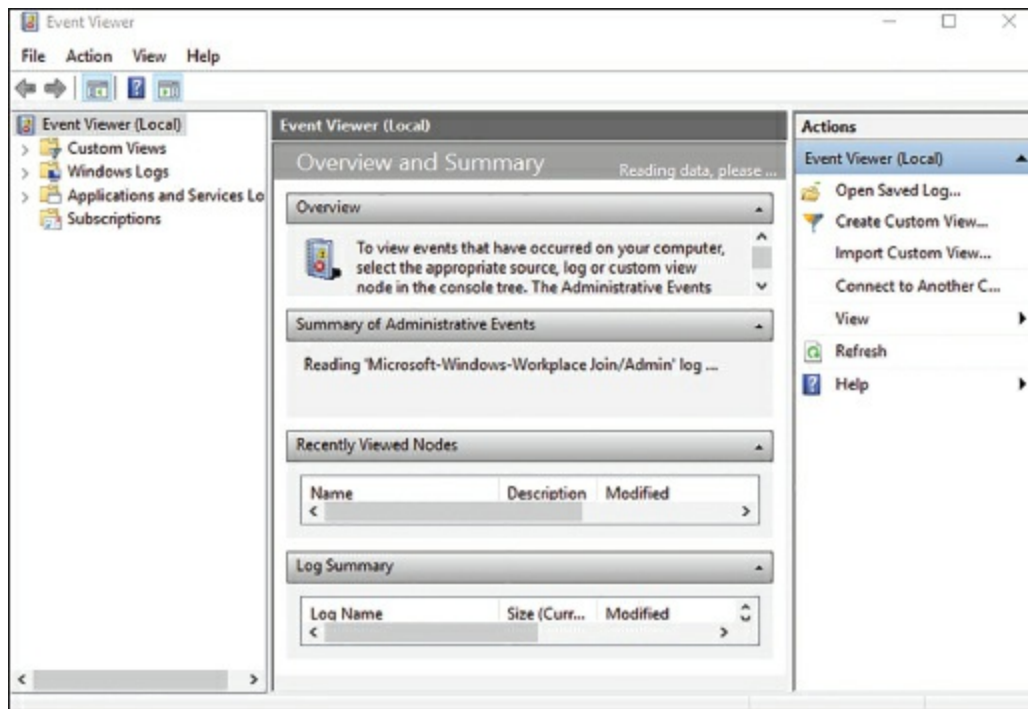 Event Viewer
File Action View Help
Event Viewer (Local)
Custom Views
Windows Logs
Applications and Services Lo
Subscriptions
Event Viewer (Local)
Overview and Summary
Reading data, please ...
Overview
To view events that have occurred on your computer,
select the appropriate source, log or custom view
node in the console tree. The Administrative Events
Summary of Administrative Events
Reading 'Microsoft-Windows-Workplace Join/Admin' log ...
Recently Viewed Nodes
Name Description Modified
Log Summary
Log Name Size (Curr... Modified
Actions
Event Viewer (Local)
Open Saved Log...
Create Custom View...
Import Custom View...
Connect to Another C...
View
Refresh
Help